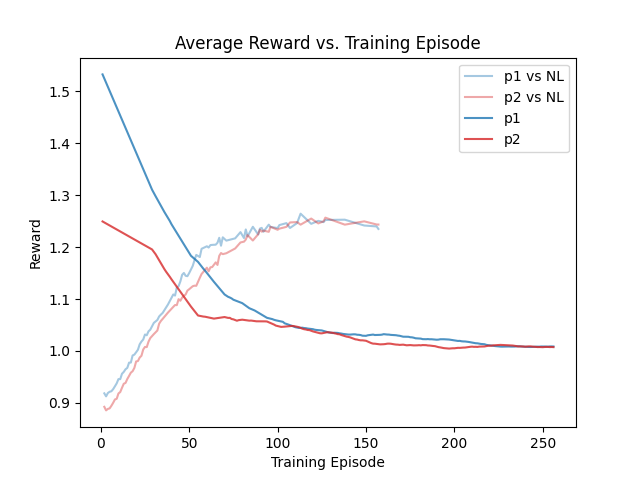 Average Reward vs. Training Episode
Reward
1.5
1.4
1.3
1.2
1.1
1.0
0.9
p1 vs NL
p2 vs NL
p1
p2
0 50 100 150 200 250
Training Episode